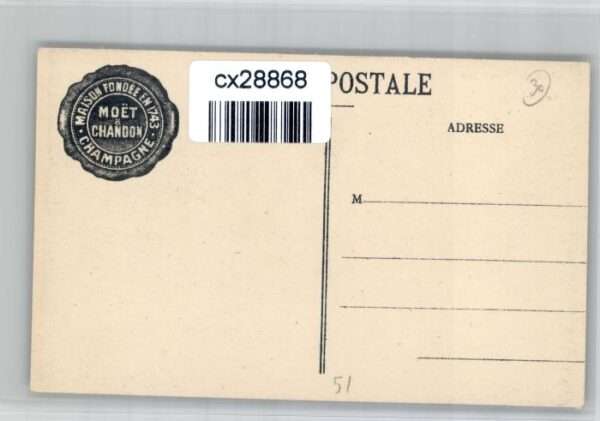 MAISON FONDÉE EN 1743
MOËT
&
CHANDON
CHAMPAGNE
cx28868
POSTALE
30
ADRESSE
M
51